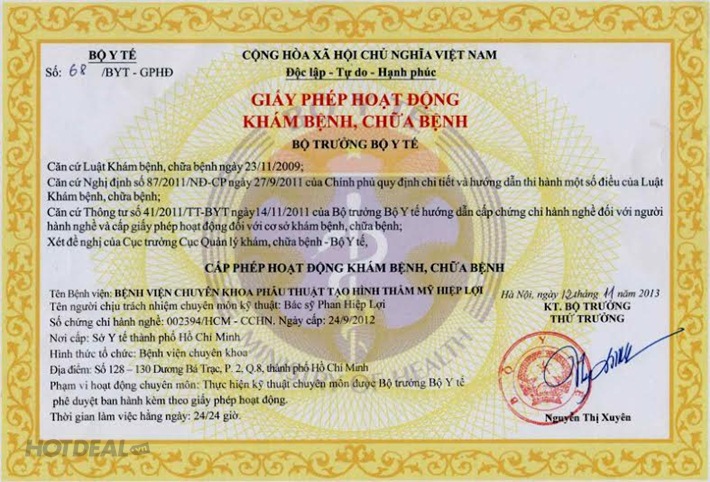 BỘ Y TẾ
Số: 68 /BYT - GPHĐ
CỘNG HÒA XÃ HỘI CHỦ NGHĨA VIỆT NAM
Độc lập - Tự do - Hạnh phúc
GIẤY PHÉP HOẠT ĐỘNG
KHÁM BỆNH, CHỮA BỆNH
BỘ TRƯỞNG BỘ Y TẾ
Căn cứ Luật Khám bệnh, chữa bệnh ngày 23/11/2009;
Căn cứ Nghị định số 87/2011/NĐ-CP ngày 27/9/2011 của Chính phủ quy định chi tiết và hướng dẫn thi hành một số điều của Luật
Khám bệnh, chữa bệnh;
Căn cứ Thông tư số 41/2011/TT-BYT ngày 14/11/2011 của Bộ trưởng Bộ Y tế hướng dẫn cấp chứng chỉ hành nghề đối với người
hành nghề và cấp giấy phép hoạt động đối với cơ sở khám bệnh, chữa bệnh;
Xét đề nghị của Cục trưởng Cục Quản lý khám, chữa bệnh - Bộ Y tế,
CẤP PHÉP HOẠT ĐỘNG KHÁM BỆNH, CHỮA BỆNH
Tên Bệnh viện: BỆNH VIỆN CHUYÊN KHOA PHẪU THUẬT TẠO HÌNH THẨM MỸ HIỆP LỢI
Tên người chịu trách nhiệm chuyên môn kỹ thuật: Bác sỹ Phan Hiệp Lợi
Số chứng chỉ hành nghề: 002394/HCM - CCHN. Ngày cấp: 24/9/2012
Nơi cấp: Sở Y tế thành phố Hồ Chí Minh
Hình thức tổ chức: Bệnh viện chuyên khoa
Địa điểm: Số 128 – 130 Dương Bá Trạc, P. 2, Q.8, thành phố Hồ Chí Minh
Phạm vi hoạt động chuyên môn: Thực hiện kỹ thuật chuyên môn được Bộ trưởng Bộ Y tế
phê duyệt ban hành kèm theo giấy phép hoạt động.
Thời gian làm việc hằng ngày: 24/24 giờ.
Hà Nội, ngày 12 tháng 11 năm 2013
KT. BỘ TRƯỞNG
THỨ TRƯỞNG
BỘ Y TẾ
Nguyễn Thị Xuyên
MINISTRY OF HEALTH
HOTDEAL.vn